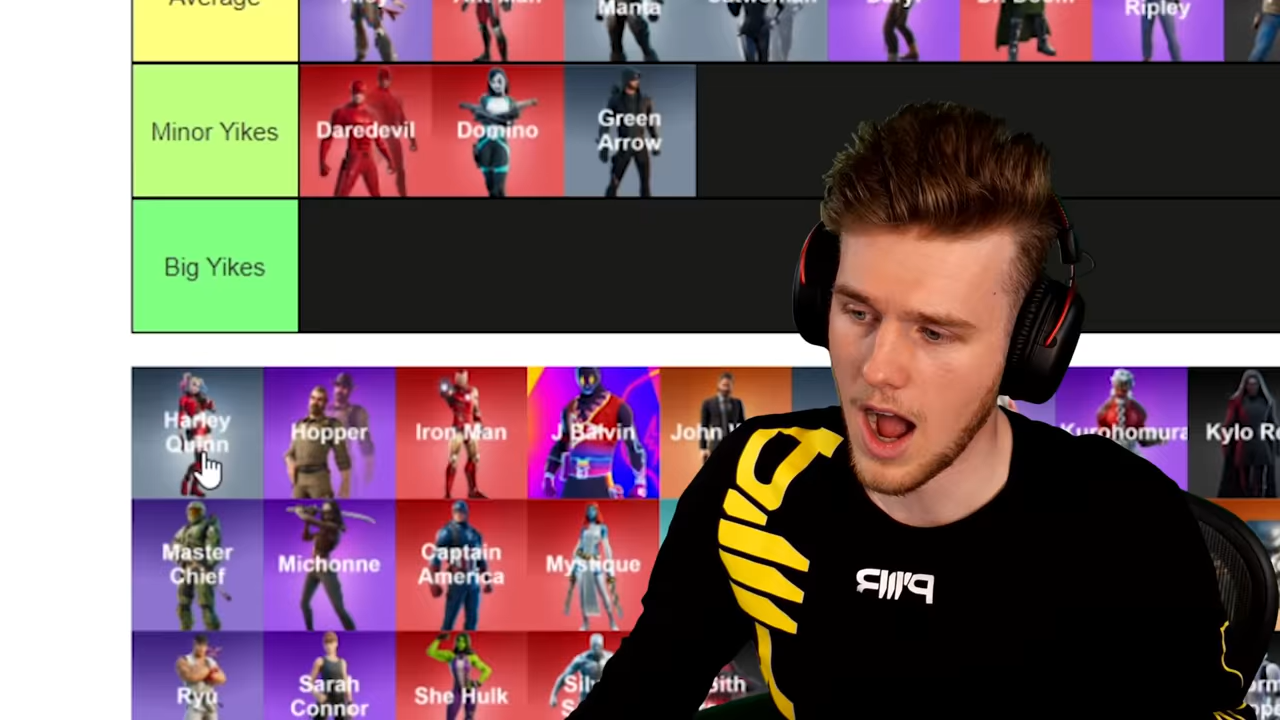 Average
Manta
Ripley
Minor Yikes
Daredevil
Domino
Green
Arrow
Big Yikes
Harley
Quinn
Hopper
Iron Man
J Balvin
John
Kurohomura
Kylo
Master
Chief
Michonne
Captain
America
Mystique
Ryu
Sarah
Connor
She Hulk